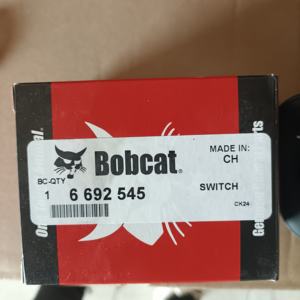 Bobcat®
MADE IN:
CH
BC-QTY
1 6 692 545
SWITCH
CK24